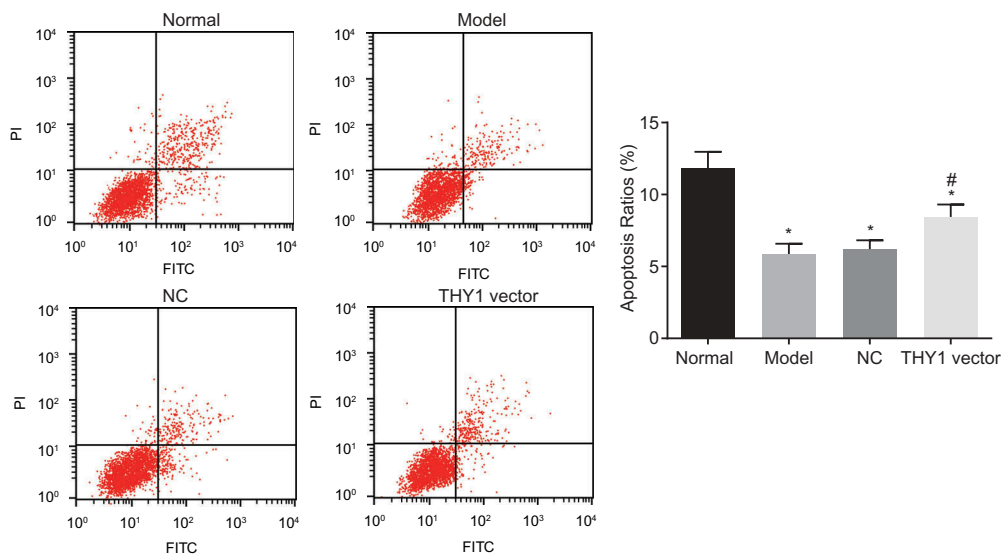 Normal
10⁴
10³
10²
10¹
10⁰
PI
10⁰ 10¹ 10² 10³ 10⁴
FITC
Model
10⁴
10³
10²
10¹
10⁰
PI
10⁰ 10¹ 10² 10³ 10⁴
FITC
NC
10⁴
10³
10²
10¹
10⁰
PI
10⁰ 10¹ 10² 10³ 10⁴
FITC
THY1 vector
10⁴
10³
10²
10¹
10⁰
PI
10⁰ 10¹ 10² 10³ 10⁴
FITC
Apoptosis Ratios (%)
15
10
5
0
*
*
#
*
Normal Model NC THY1 vector